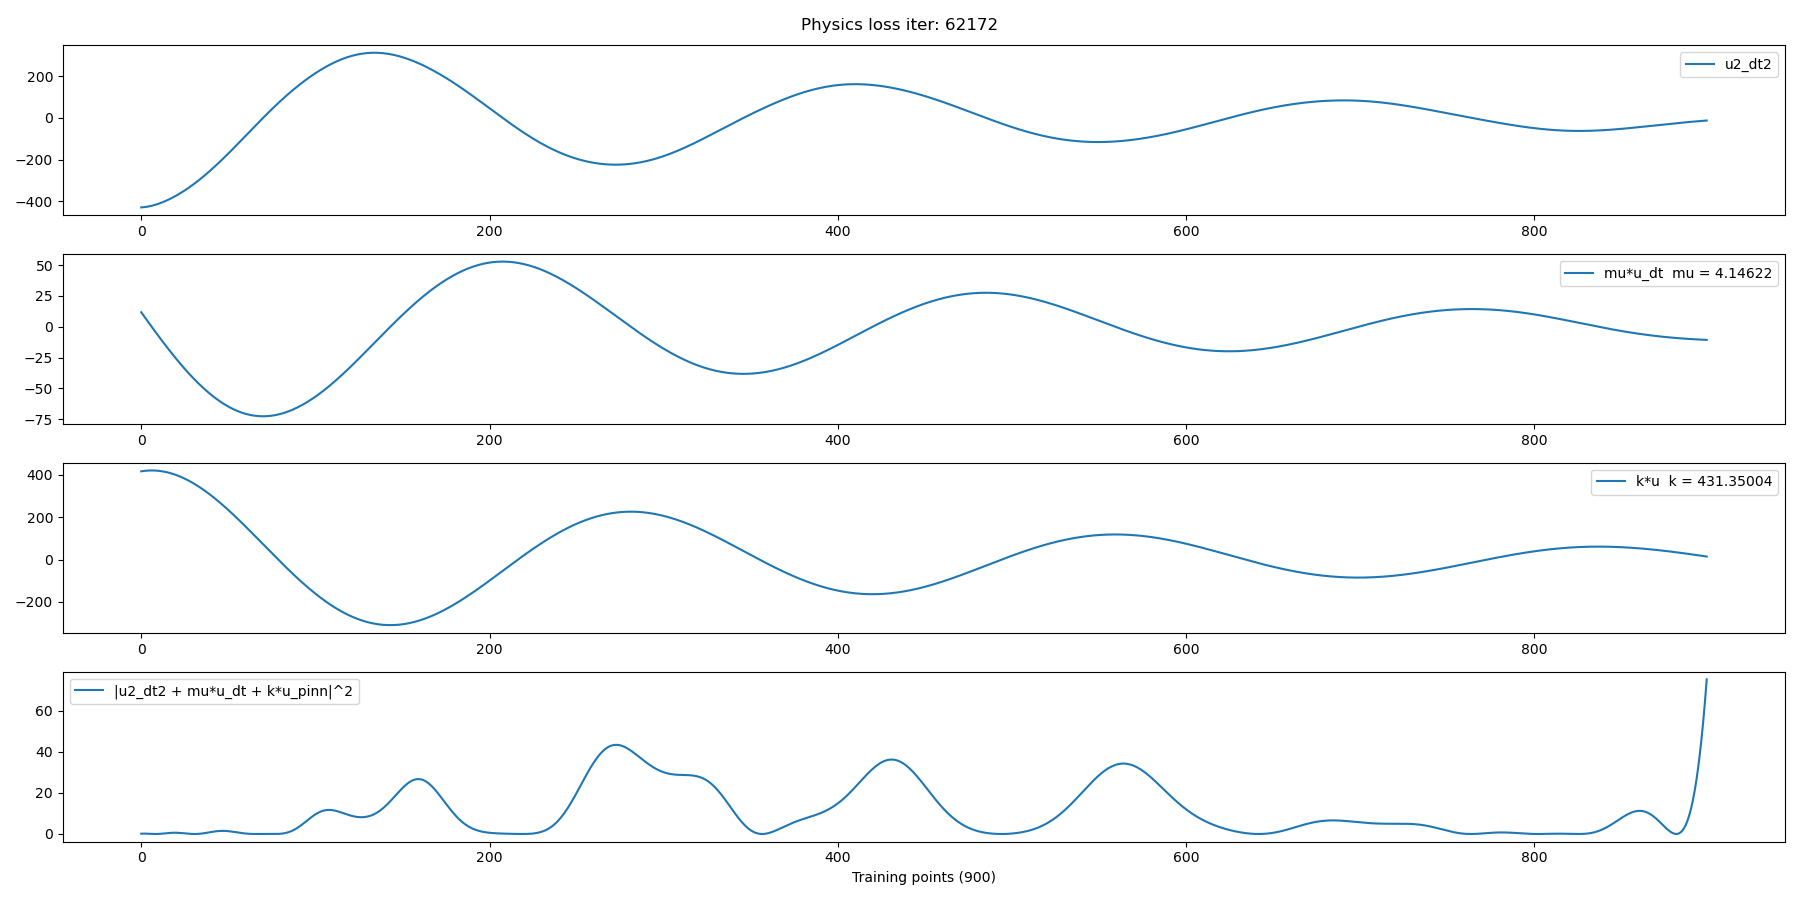 Physics loss iter: 62172
u2_dt2
200
0
−200
−400
0 200 400 600 800
mu*u_dt  mu = 4.14622
50
25
0
−25
−50
−75
0 200 400 600 800
k*u  k = 431.35004
400
200
0
−200
0 200 400 600 800
|u2_dt2 + mu*u_dt + k*u_pinn|^2
60
40
20
0
0 200 400 600 800
Training points (900)